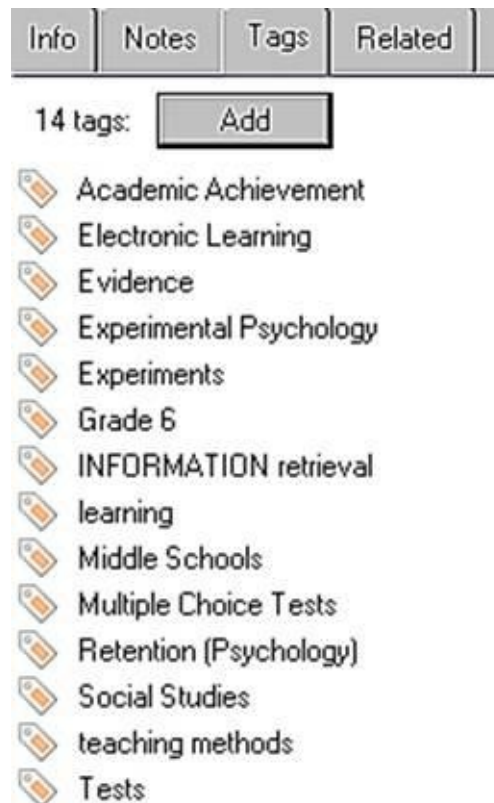 Info Notes Tags Related
14 tags: Add
Academic Achievement
Electronic Learning
Evidence
Experimental Psychology
Experiments
Grade 6
INFORMATION retrieval
learning
Middle Schools
Multiple Choice Tests
Retention (Psychology)
Social Studies
teaching methods
Tests